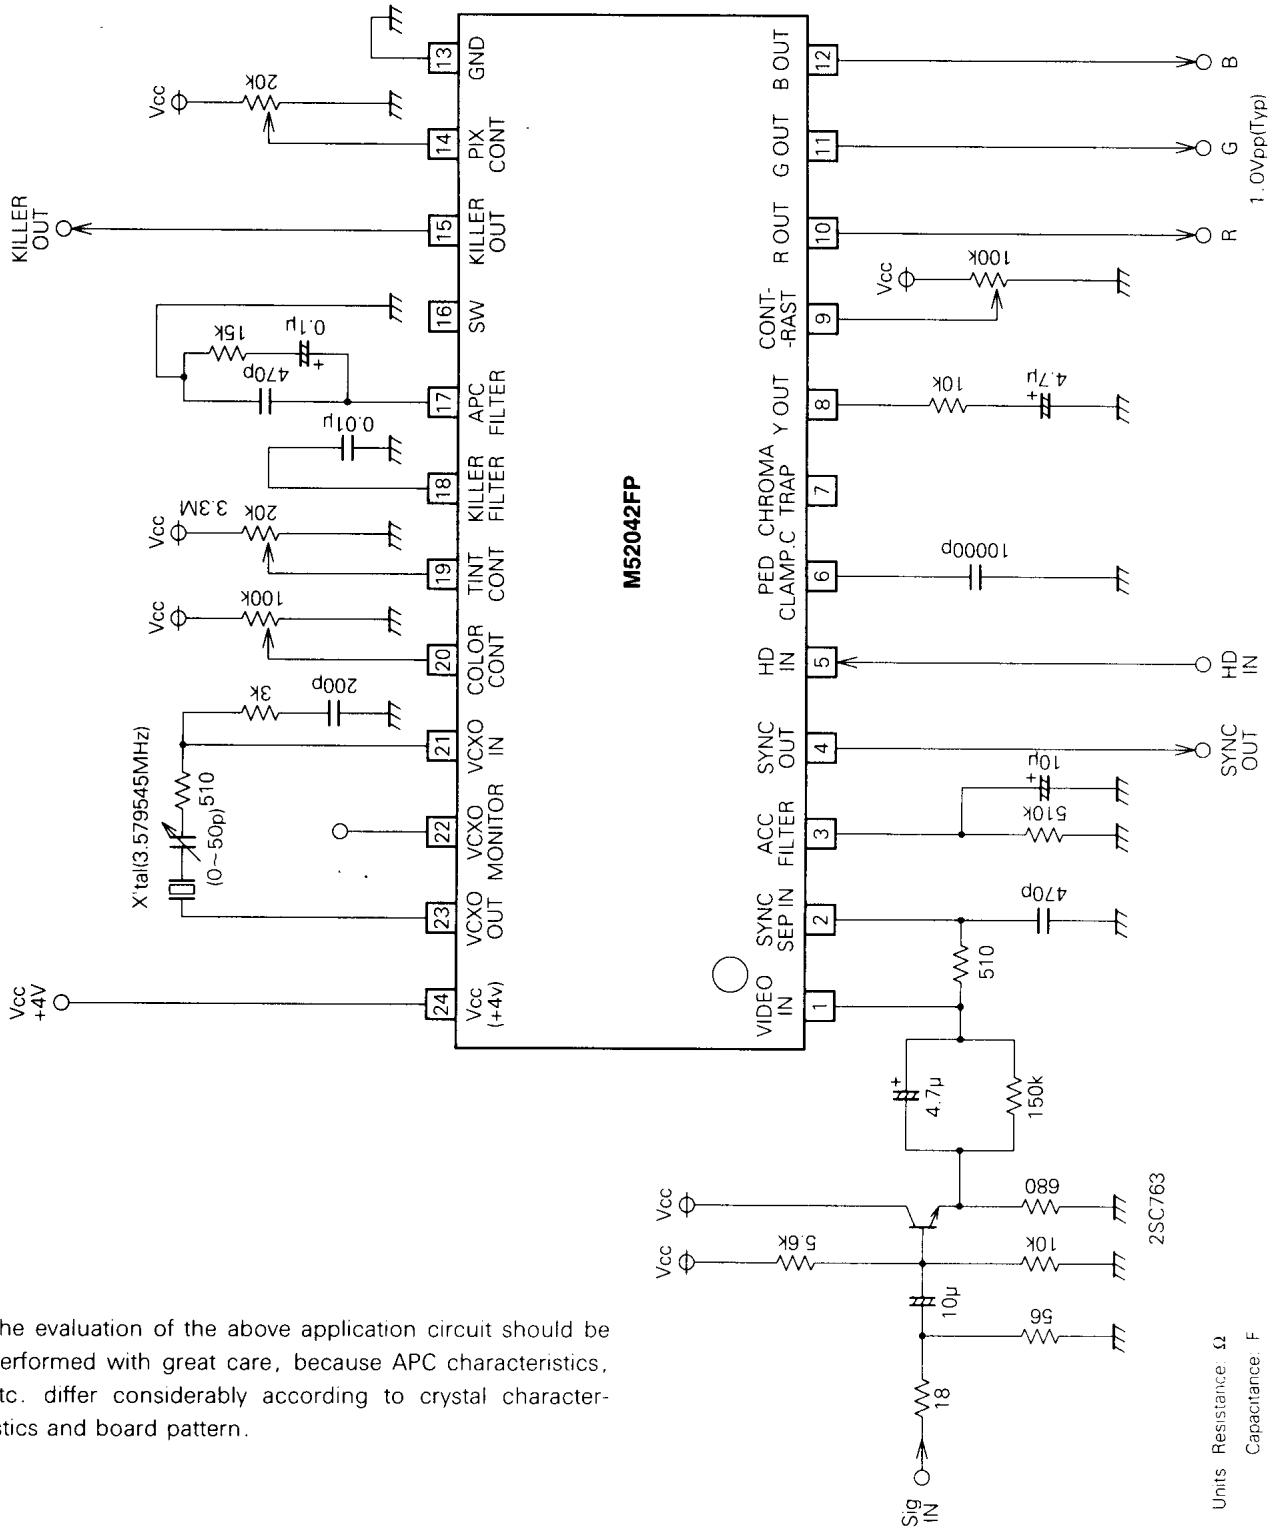 KILLER
OUT
Vcc
20k
Vcc
+4V
X'tal(3.579545MHz)
(0~50p)
510
3k
200p
Vcc
100k
Vcc
3.3M
20k
0.01μ
470p
15k
0.1μ
24
Vcc
(+4v)
23
VCXO
OUT
22
VCXO
MONITOR
21
VCXO
IN
20
COLOR
CONT
19
TINT
CONT
18
KILLER
FILTER
17
APC
FILTER
16
SW
15
KILLER
OUT
14
PIX
CONT
13
GND
M52042FP
VIDEO
IN
1
SYNC
SEP IN
2
ACC
FILTER
3
SYNC
OUT
4
HD
IN
5
PED
CLAMP.C
6
CHROMA
TRAP
7
Y OUT
8
CONT-
-RAST
9
R OUT
10
G OUT
11
B OUT
12
4.7μ
150k
510
470p
510k
10μ
10000p
10k
4.7μ
Vcc
100k
SYNC
OUT
HD
IN
R
G
B
1.0Vpp(Typ)
Sig
IN
18
56
10μ
Vcc
5.6k
10k
Vcc
680
2SC763
Units Resistance: Ω
Capacitance: F
he evaluation of the above application circuit should be
erformed with great care, because APC characteristics,
tc. differ considerably according to crystal character-
stics and board pattern.